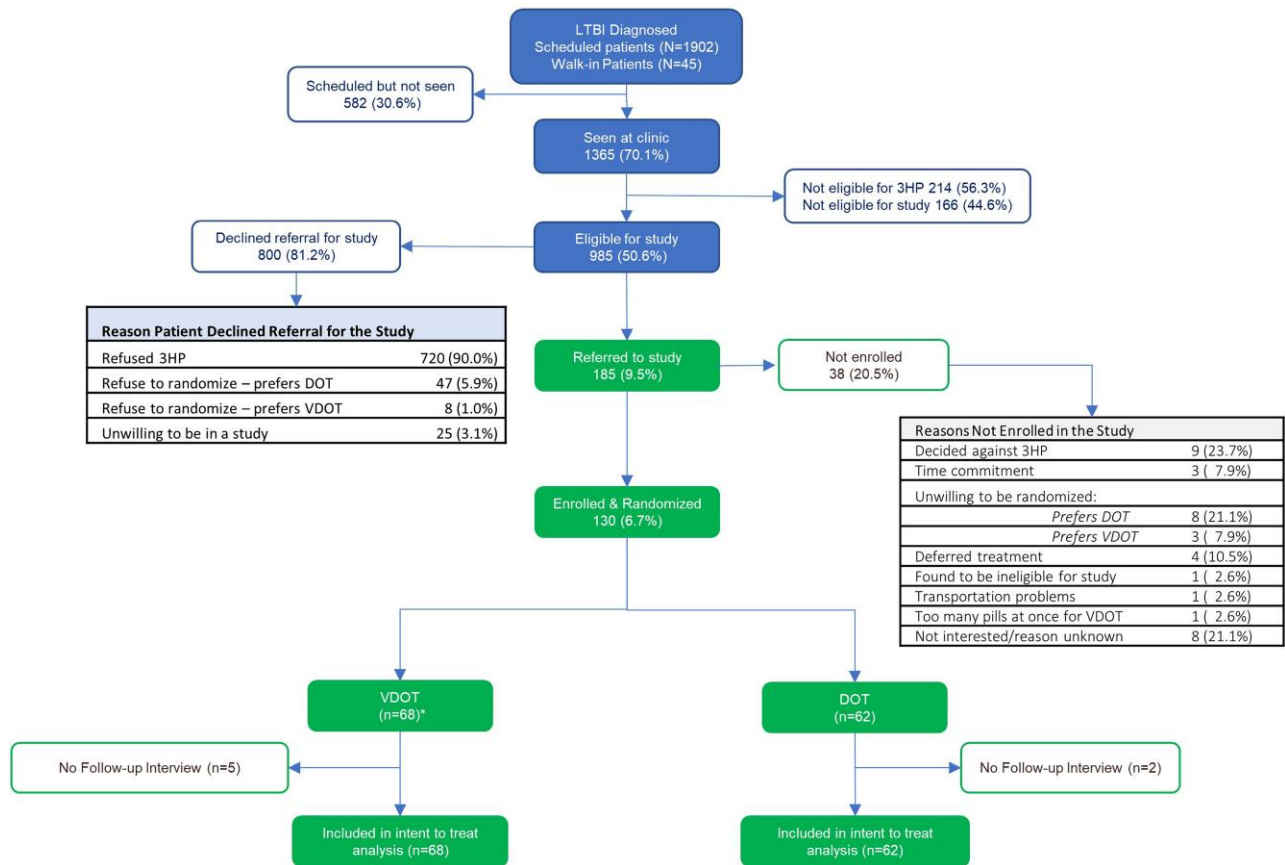 LTBI Diagnosed
Scheduled patients (N=1902)
Walk-in Patients (N=45)
Scheduled but not seen
582 (30.6%)
Seen at clinic
1365 (70.1%)
Not eligible for 3HP 214 (56.3%)
Not eligible for study 166 (44.6%)
Declined referral for study
800 (81.2%)
Eligible for study
985 (50.6%)
Reason Patient Declined Referral for the Study
Refused 3HP 720 (90.0%)
Refuse to randomize – prefers DOT 47 (5.9%)
Refuse to randomize – prefers VDOT 8 (1.0%)
Unwilling to be in a study 25 (3.1%)
Referred to study
185 (9.5%)
Not enrolled
38 (20.5%)
Reasons Not Enrolled in the Study
Decided against 3HP 9 (23.7%)
Time commitment 3 ( 7.9%)
Unwilling to be randomized:
Prefers DOT 8 (21.1%)
Prefers VDOT 3 ( 7.9%)
Deferred treatment 4 (10.5%)
Found to be ineligible for study 1 ( 2.6%)
Transportation problems 1 ( 2.6%)
Too many pills at once for VDOT 1 ( 2.6%)
Not interested/reason unknown 8 (21.1%)
Enrolled & Randomized
130 (6.7%)
VDOT
(n=68)*
DOT
(n=62)
No Follow-up Interview (n=5)
No Follow-up Interview (n=2)
Included in intent to treat
analysis (n=68)
Included in intent to treat
analysis (n=62)